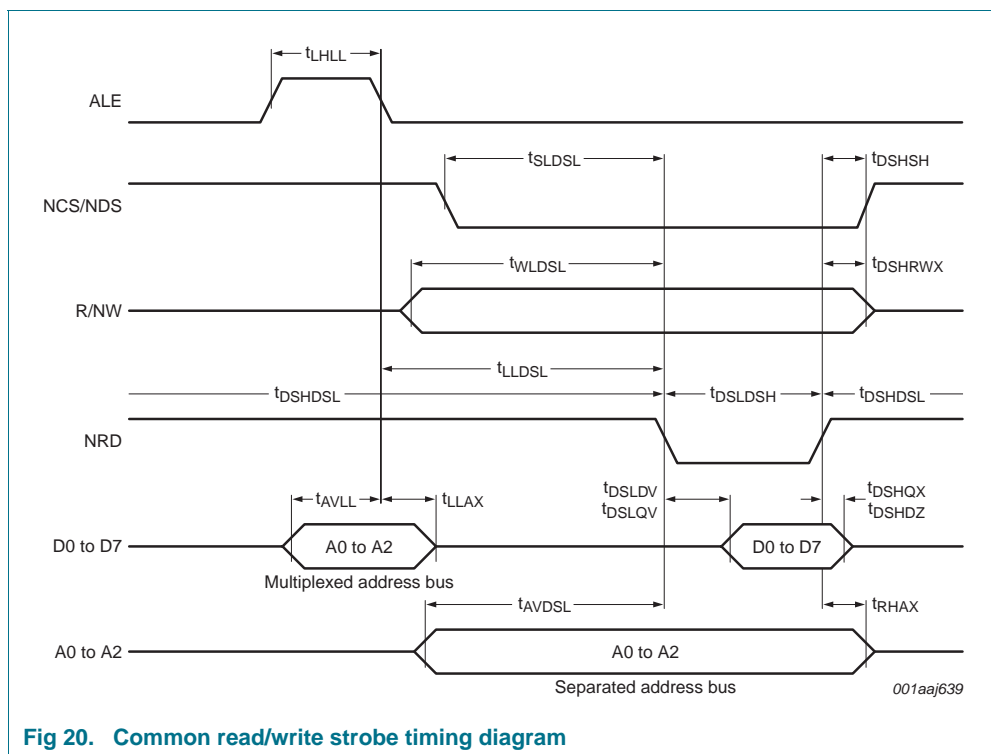 tLHLL
ALE
tSLDSL
tDSHSH
NCS/NDS
tWLDSL
tDSHRWX
R/NW
tLLDSL
tDSHDSL
tDSLDSH
tDSHDSL
NRD
tAVLL
tLLAX
tDSLDV
tDSLQV
tDSHQX
tDSHDZ
D0 to D7
A0 to A2
D0 to D7
Multiplexed address bus
tAVDSL
tRHAX
A0 to A2
A0 to A2
Separated address bus
001aaj639
Fig 20. Common read/write strobe timing diagram